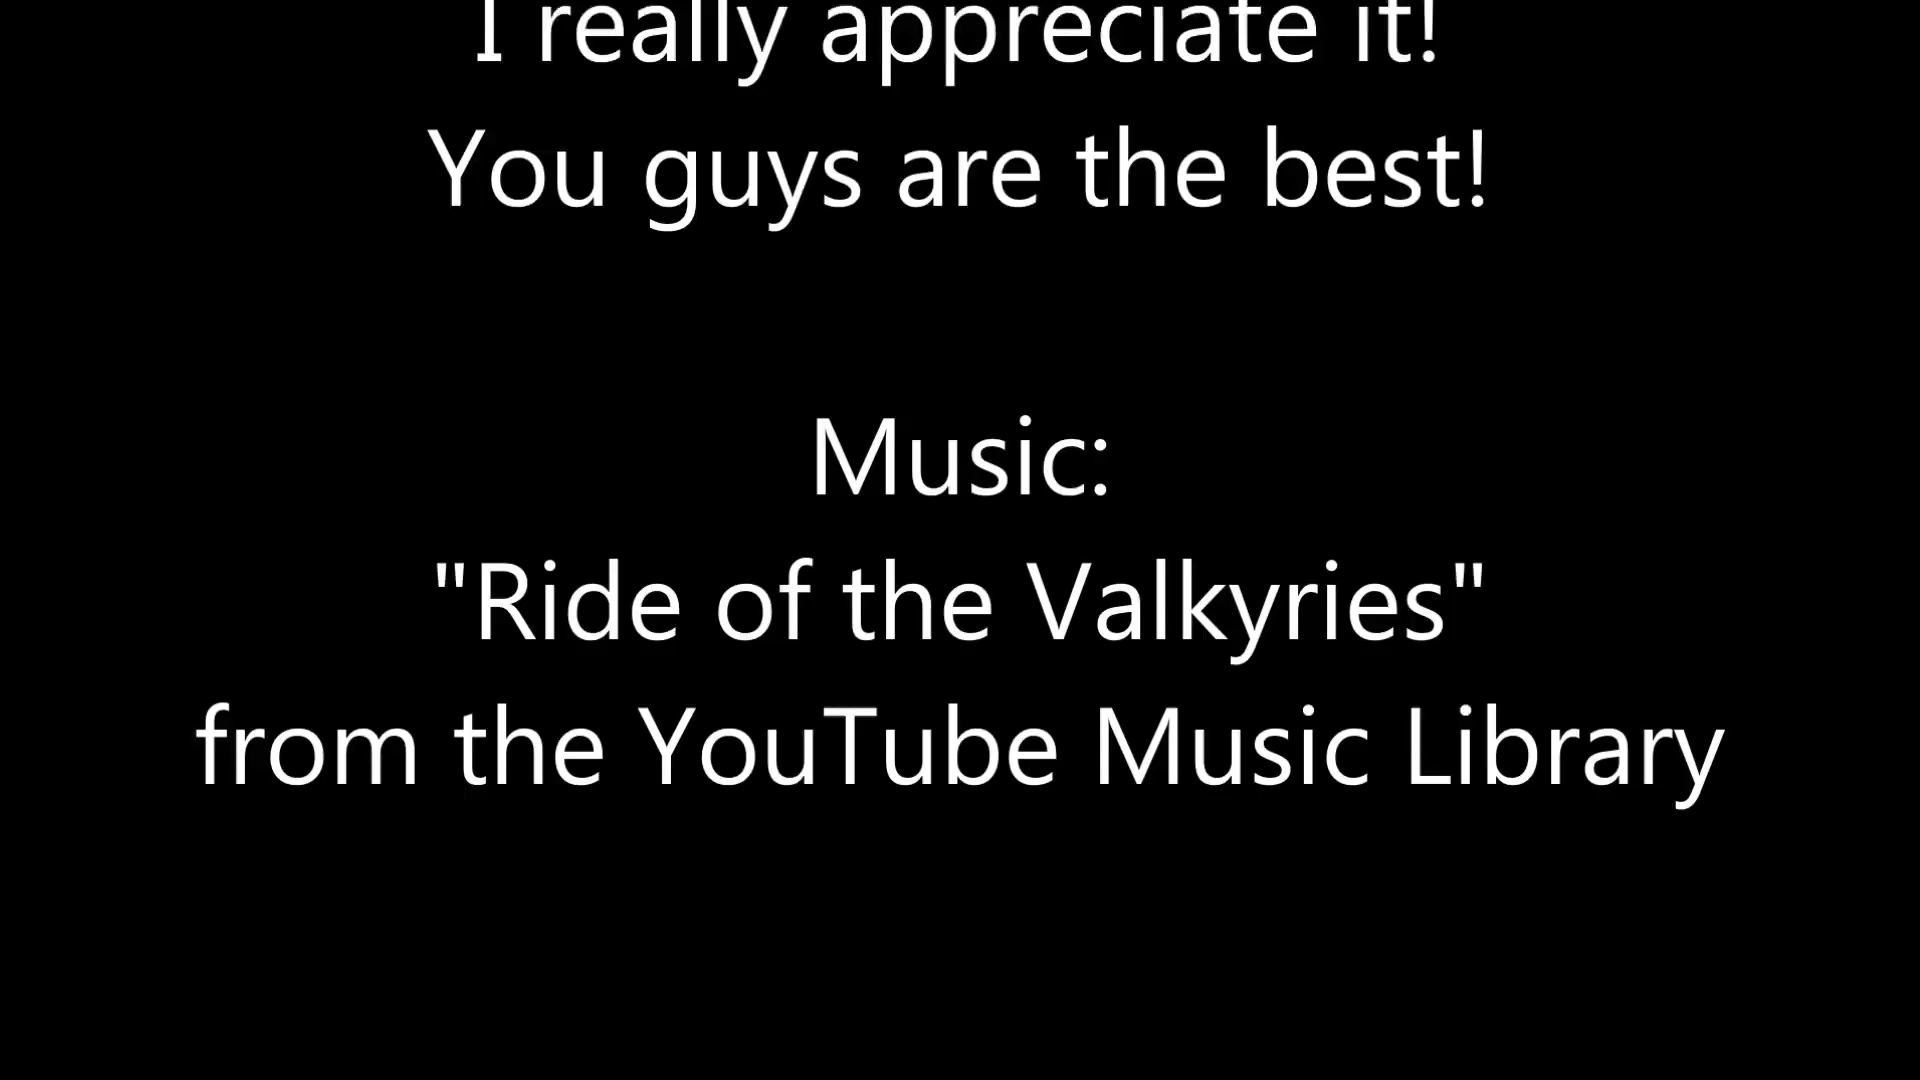 I really appreciate it!
You guys are the best!
Music:
"Ride of the Valkyries"
from the YouTube Music Library